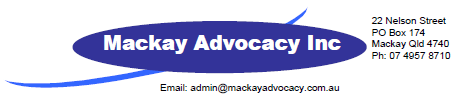 Mackay Advocacy Inc
22 Nelson Street
PO Box 174
Mackay Qld 4740
Ph: 07 4957 8710
Email: admin@mackayadvocacy.com.au